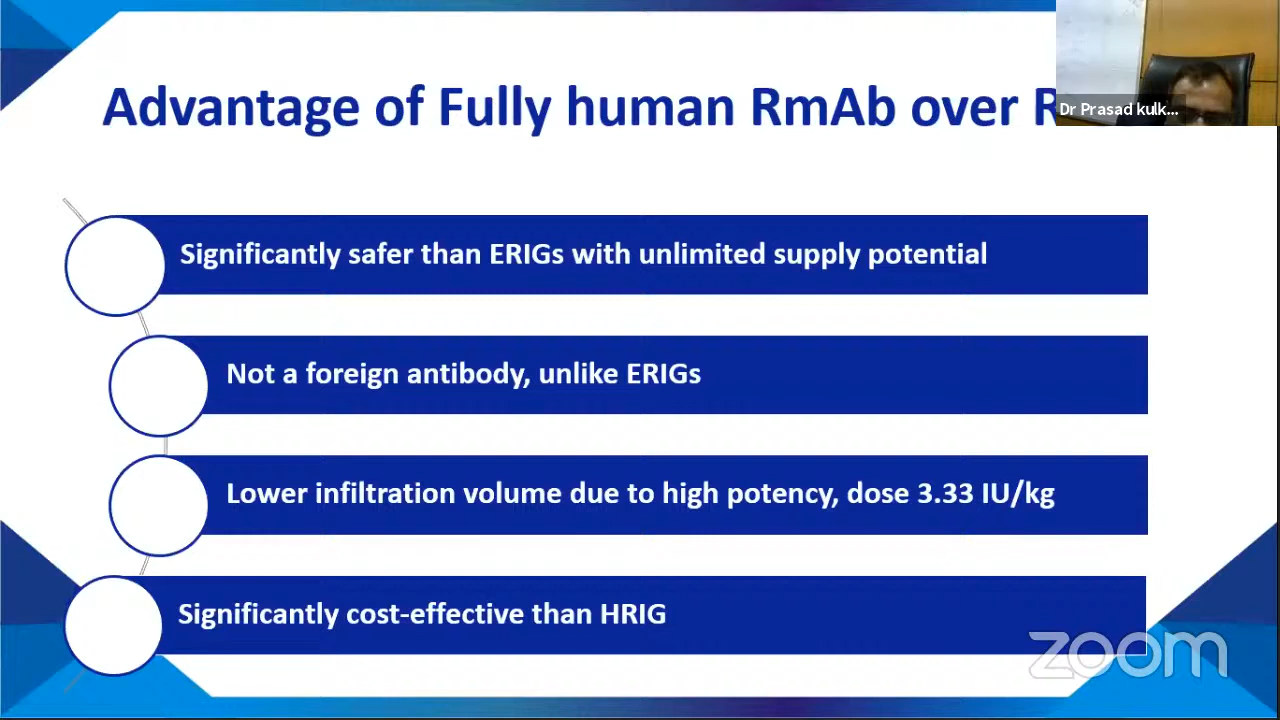 Advantage of Fully human RmAb over R
Dr Prasad kulk...
Significantly safer than ERIGs with unlimited supply potential
Not a foreign antibody, unlike ERIGs
Lower infiltration volume due to high potency, dose 3.33 IU/kg
Significantly cost-effective than HRIG
zoom